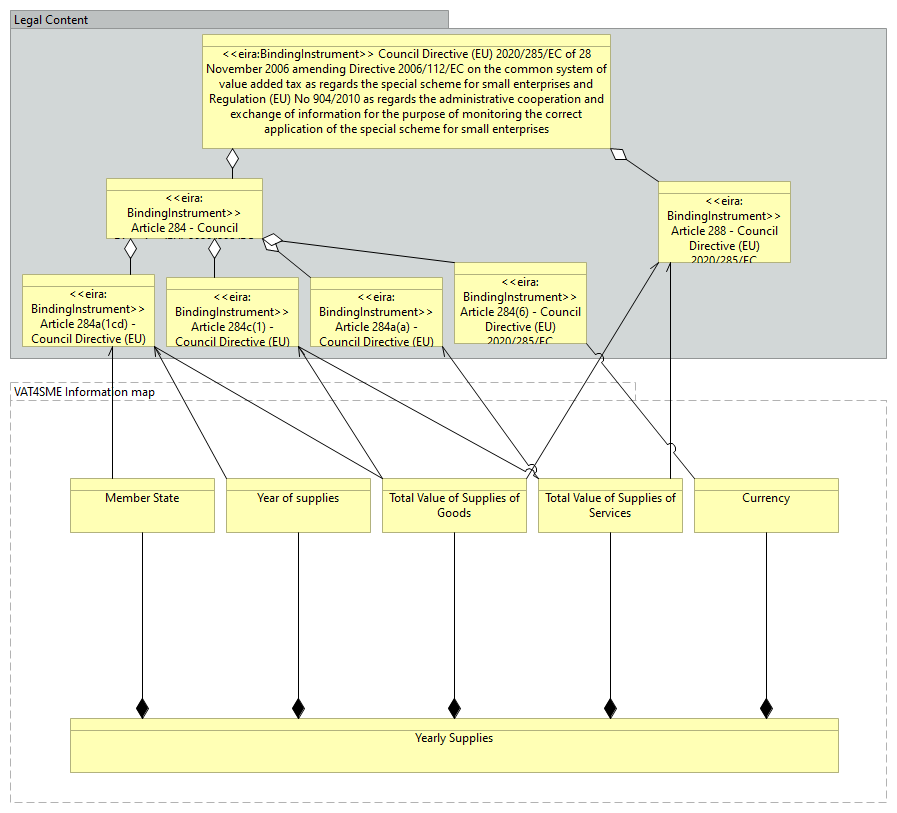 Legal Content
<<eira:BindingInstrument>> Council Directive (EU) 2020/285/EC of 28
November 2006 amending Directive 2006/112/EC on the common system of
value added tax as regards the special scheme for small enterprises and
Regulation (EU) No 904/2010 as regards the administrative cooperation and
exchange of information for the purpose of monitoring the correct
application of the special scheme for small enterprises
<<eira:
BindingInstrument>>
Article 284 - Council
<<eira:
BindingInstrument>>
Article 288 - Council
Directive (EU)
2020/285/EC
<<eira:
BindingInstrument>>
Article 284a(1cd) -
Council Directive (EU)
<<eira:
BindingInstrument>>
Article 284c(1) -
Council Directive (EU)
<<eira:
BindingInstrument>>
Article 284a(a) -
Council Directive (EU)
<<eira:
BindingInstrument>>
Article 284(6) - Council
Directive (EU)
2020/285/EC
VAT4SME Information map
Member State
Year of supplies
Total Value of Supplies of
Goods
Total Value of Supplies of
Services
Currency
Yearly Supplies